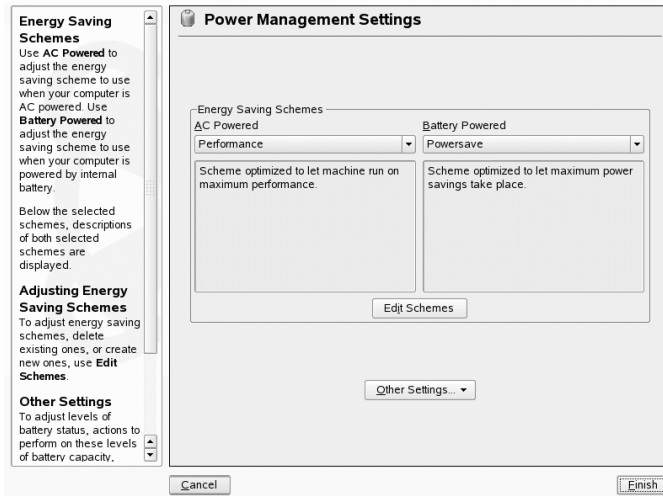 Energy Saving
Schemes
Use AC Powered to
adjust the energy
saving scheme to use
when your computer is
AC powered. Use
Battery Powered to
adjust the energy
saving scheme to use
when your computer is
powered by internal
battery.
Below the selected
schemes, descriptions
of both selected
schemes are
displayed.
Adjusting Energy
Saving Schemes
To adjust energy saving
schemes, delete
existing ones, or create
new ones, use Edit
Schemes.
Other Settings
To adjust levels of
battery status, actions to
perform on these levels
of battery capacity,
Power Management Settings
Energy Saving Schemes
AC Powered
Performance
Scheme optimized to let machine run on
maximum performance.
Battery Powered
Powersave
Scheme optimized to let maximum power
savings take place.
Edit Schemes
Other Settings...
Cancel
Finish